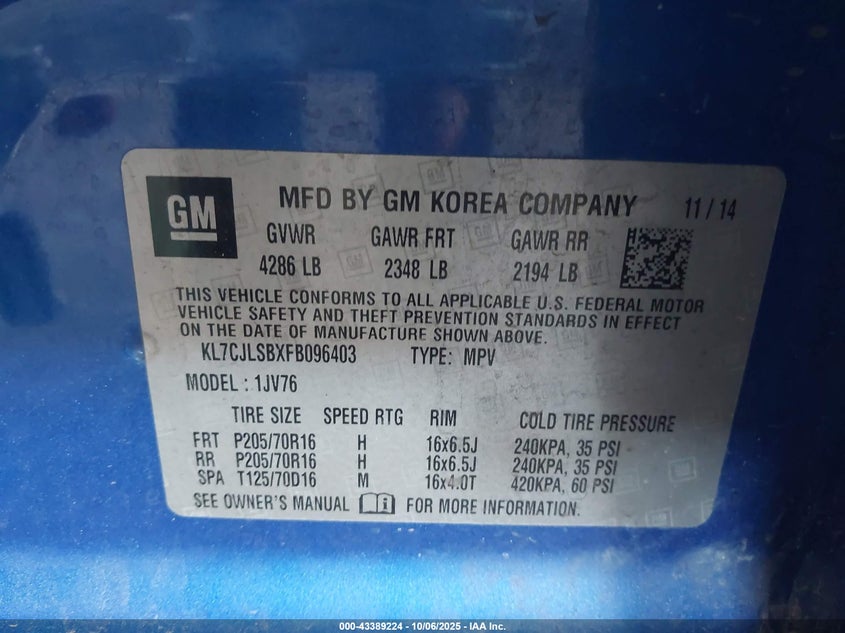 GM
MFD BY GM KOREA COMPANY 11/14
GVWR GAWR FRT GAWR RR
4286 LB 2348 LB 2194 LB
THIS VEHICLE CONFORMS TO ALL APPLICABLE U.S. FEDERAL MOTOR
VEHICLE SAFETY AND THEFT PREVENTION STANDARDS IN EFFECT
ON THE DATE OF MANUFACTURE SHOWN ABOVE.
KL7CJLSBXFB096403 TYPE: MPV
MODEL : 1JV76
TIRE SIZE SPEED RTG RIM COLD TIRE PRESSURE
FRT P205/70R16 H 16x6.5J 240KPA, 35 PSI
RR P205/70R16 H 16x6.5J 240KPA, 35 PSI
SPA T125/70D16 M 16x4.0T 420KPA, 60 PSI
SEE OWNER'S MANUAL FOR MORE INFORMATION.
000-43389224 - 10/06/2025 - IAA Inc.